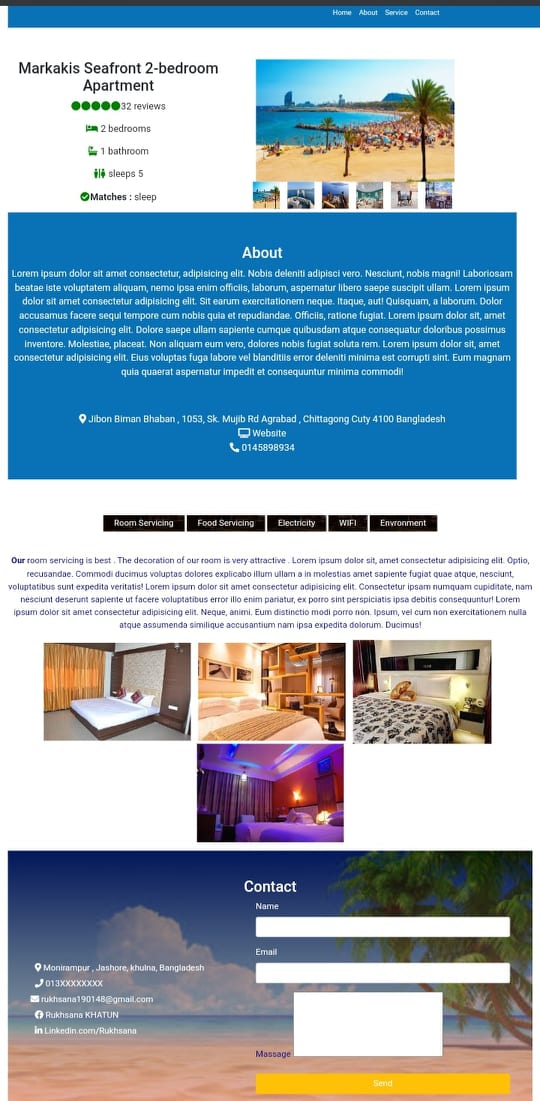 Home About Service Contact
Markakis Seafront 2-bedroom
Apartment
32 reviews
2 bedrooms
1 bathroom
sleeps 5
Matches : sleep
About
Lorem ipsum dolor sit amet consectetur, adipisicing elit. Nobis deleniti adipisci vero. Nesciunt, nobis magni! Laboriosam
beatae iste voluptatem aliquam, nemo ipsa enim officiis, laborum, aspernatur libero saepe suscipit ullam. Lorem ipsum
dolor sit amet consectetur adipisicing elit. Sit earum exercitationem neque. Itaque, aut! Quisquam, a laborum. Dolor
accusamus facere sequi tempore cum nobis quia et repudiandae. Officiis, ratione fugiat. Lorem ipsum dolor sit, amet
consectetur adipisicing elit. Dolore saepe ullam sapiente cumque quibusdam atque consequatur doloribus possimus
inventore. Molestiae, placeat. Non aliquam eum vero, dolores nobis fugiat soluta rem. Lorem ipsum dolor sit, amet
consectetur adipisicing elit. Eius voluptas fuga labore vel blanditiis error deleniti minima est corrupti sint. Eum magnam
quia quaerat aspernatur impedit et consequuntur minima commodi!
Jibon Biman Bhaban , 1053, Sk. Mujib Rd Agrabad , Chittagong Cuty 4100 Bangladesh
Website
0145898934
Room Servicing Food Servicing Electricity WIFI Envronment
Our room servicing is best . The decoration of our room is very attractive . Lorem ipsum dolor sit, amet consectetur adipisicing elit. Optio,
recusandae. Commodi ducimus voluptas dolores explicabo illum ullam a in molestias amet sapiente fugiat quae atque, nesciunt,
voluptatibus sunt expedita veritatis! Lorem ipsum dolor sit amet consectetur adipisicing elit. Consectetur ipsam numquam cupiditate, nam
nesciunt deserunt sapiente ut facere voluptatibus error illo enim pariatur, ex porro sint perspiciatis ipsa debitis consequuntur! Lorem
ipsum dolor sit amet consectetur adipisicing elit. Neque, animi. Eum distinctio modi porro non. Ipsum, vel cum non exercitationem nulla
atque assumenda similique accusantium nam ipsa expedita dolorum. Ducimus!
Contact
Name
Email
Monirampur , Jashore, khulna, Bangladesh
013XXXXXXXX
rukhsana190148@gmail.com
Rukhsana KHATUN
Linkedin.com/Rukhsana
Massage
Send